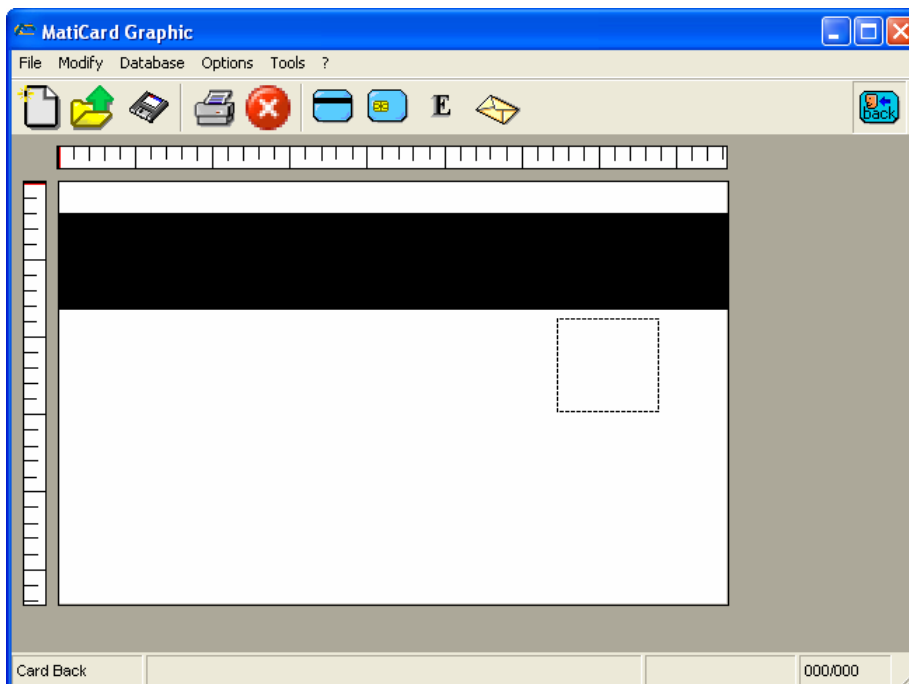 MatiCard Graphic
File Modify Database Options Tools ?
E
back
Card Back 000/000